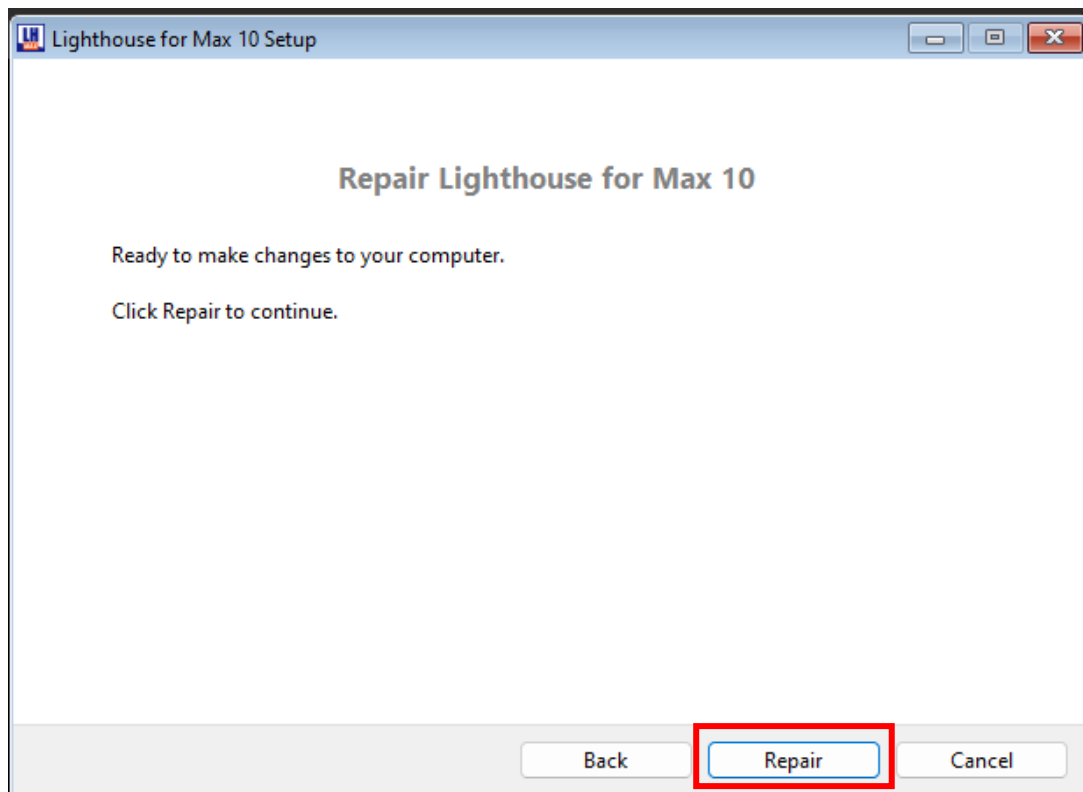 LH
Lighthouse for Max 10 Setup
Repair Lighthouse for Max 10
Ready to make changes to your computer.
Click Repair to continue.
Back
Repair
Cancel